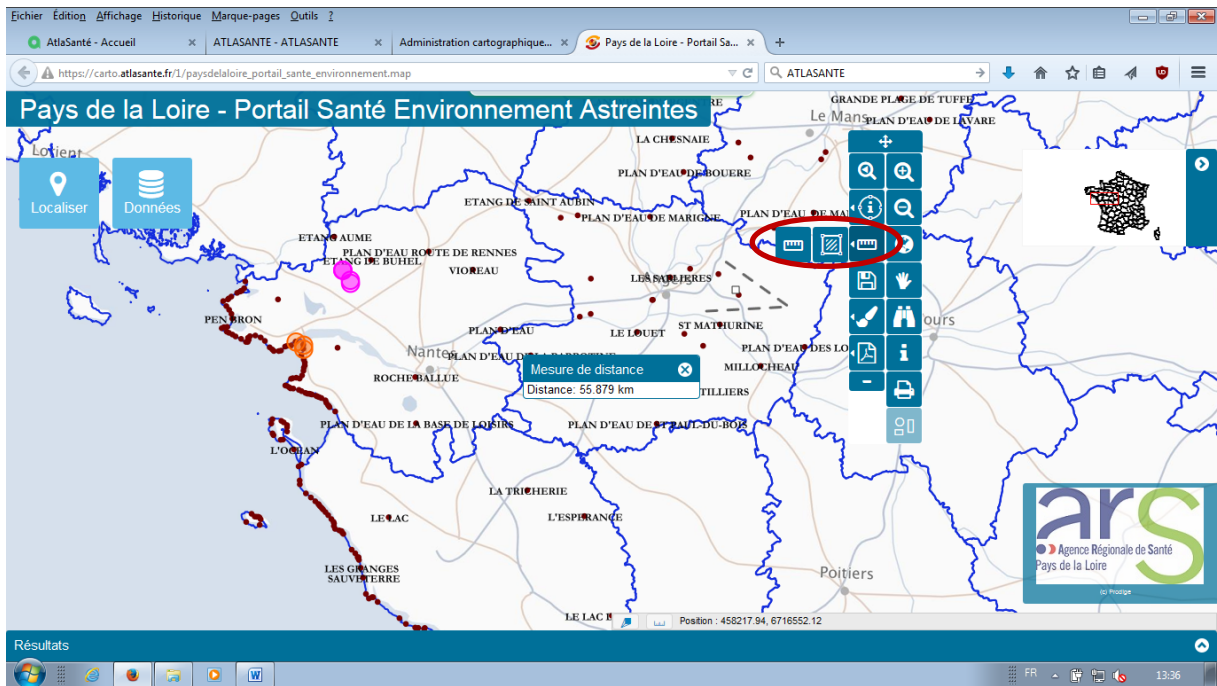 Fichier Édition Affichage Historique Marque-pages Outils ?
AtlaSanté - Accueil
ATLASANTE - ATLASANTE
Administration cartographique...
Pays de la Loire - Portail Sa...
https://carto.atlasante.fr/1/paysdelaloire_portail_sante_environnement.map
ATLASANTE
Pays de la Loire - Portail Santé Environnement Astreintes
GRANDE PLAGE DE TUFFE
Le Mans
PLAN D'EAU DE LAVARE
LA CHESNAIE
Lorient
PLAN D'EAU DE BOUERE
Localiser
Données
ETANG DE SAINT AUBIN
PLAN D'EAU DE MARIGNE
PLAN D'EAU DE MA
ETANG AUME
PLAN D'EAU ROUTE DE RENNES
ETANG DE BUHEL
VIOREAU
LES SABLIERES
Angers
PEN BRON
PLAN D'EAU
LE LOUET
ST MATHURINE
Tours
Nantes
PLAN D'EAU DES LO
MILLOCHEAU
ROCHE BALLUE
Mesure de distance
Distance: 55.879 km
TILLIERS
PLAN D'EAU DE LA BASE DE LOISIRS
PLAN D'EAU DE ST PAUL-DU-BOIS
L'OCEAN
LA TRICHERIE
LE LAC
L'ESPERANCE
LES GRANGES
SAUVETERRE
Poitiers
ars
Agence Régionale de Santé
Pays de la Loire
(c) Prodige
LE LAC
Position : 458217.94, 6716552.12
Résultats
FR
13:36